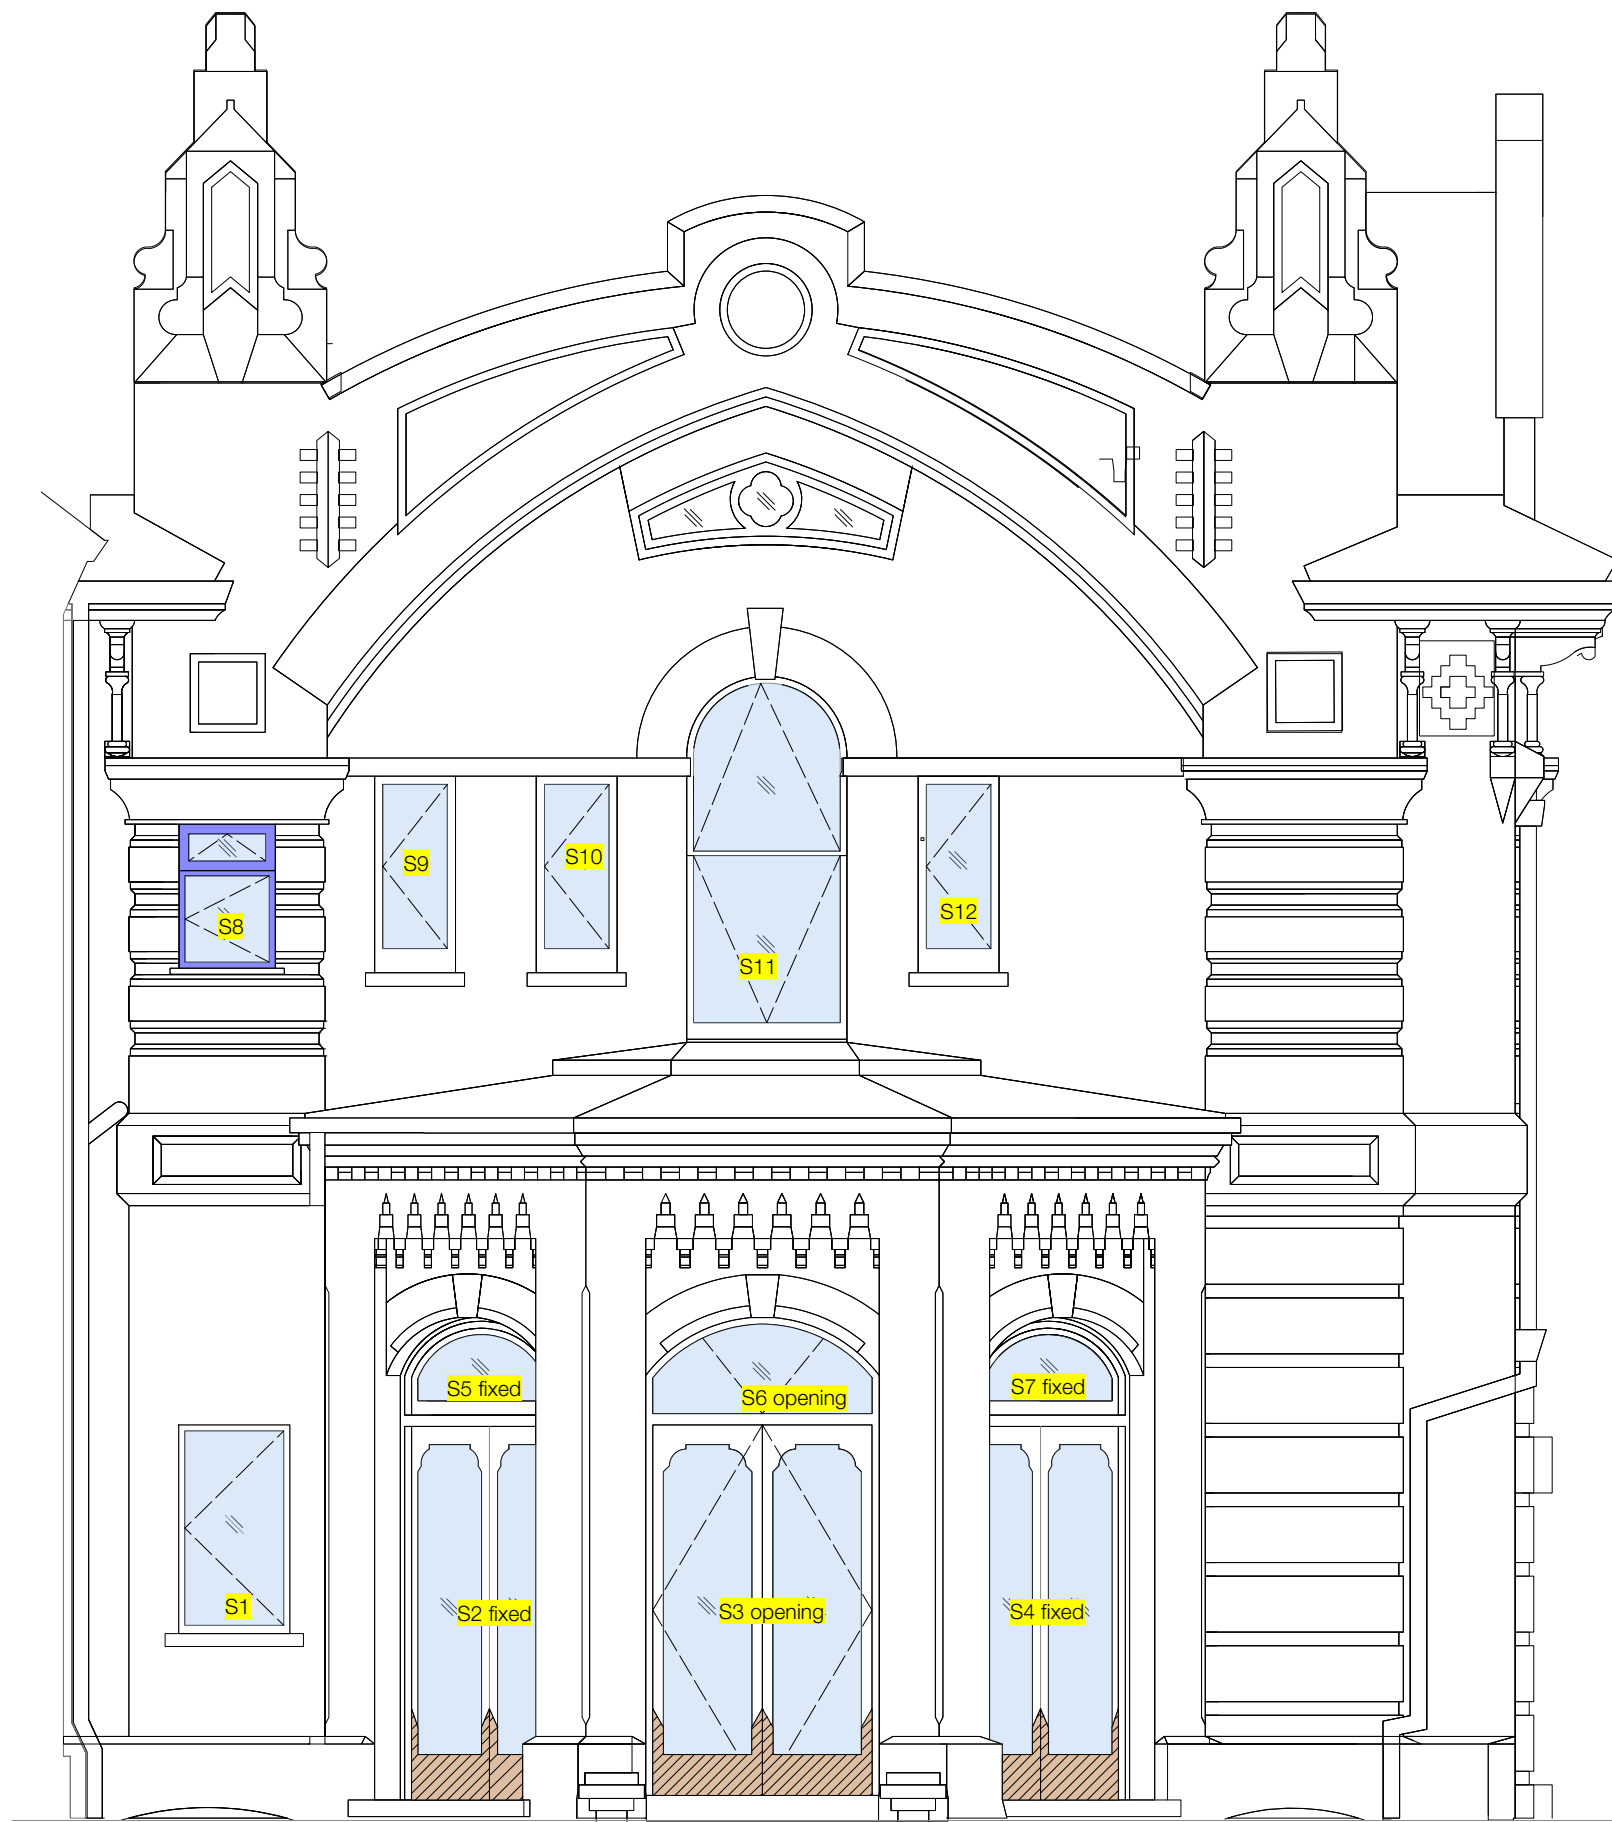 S9
S10
S12
S8
S11
S5 fixed
S6 opening
S7 fixed
S1
S2 fixed
S3 opening
S4 fixed